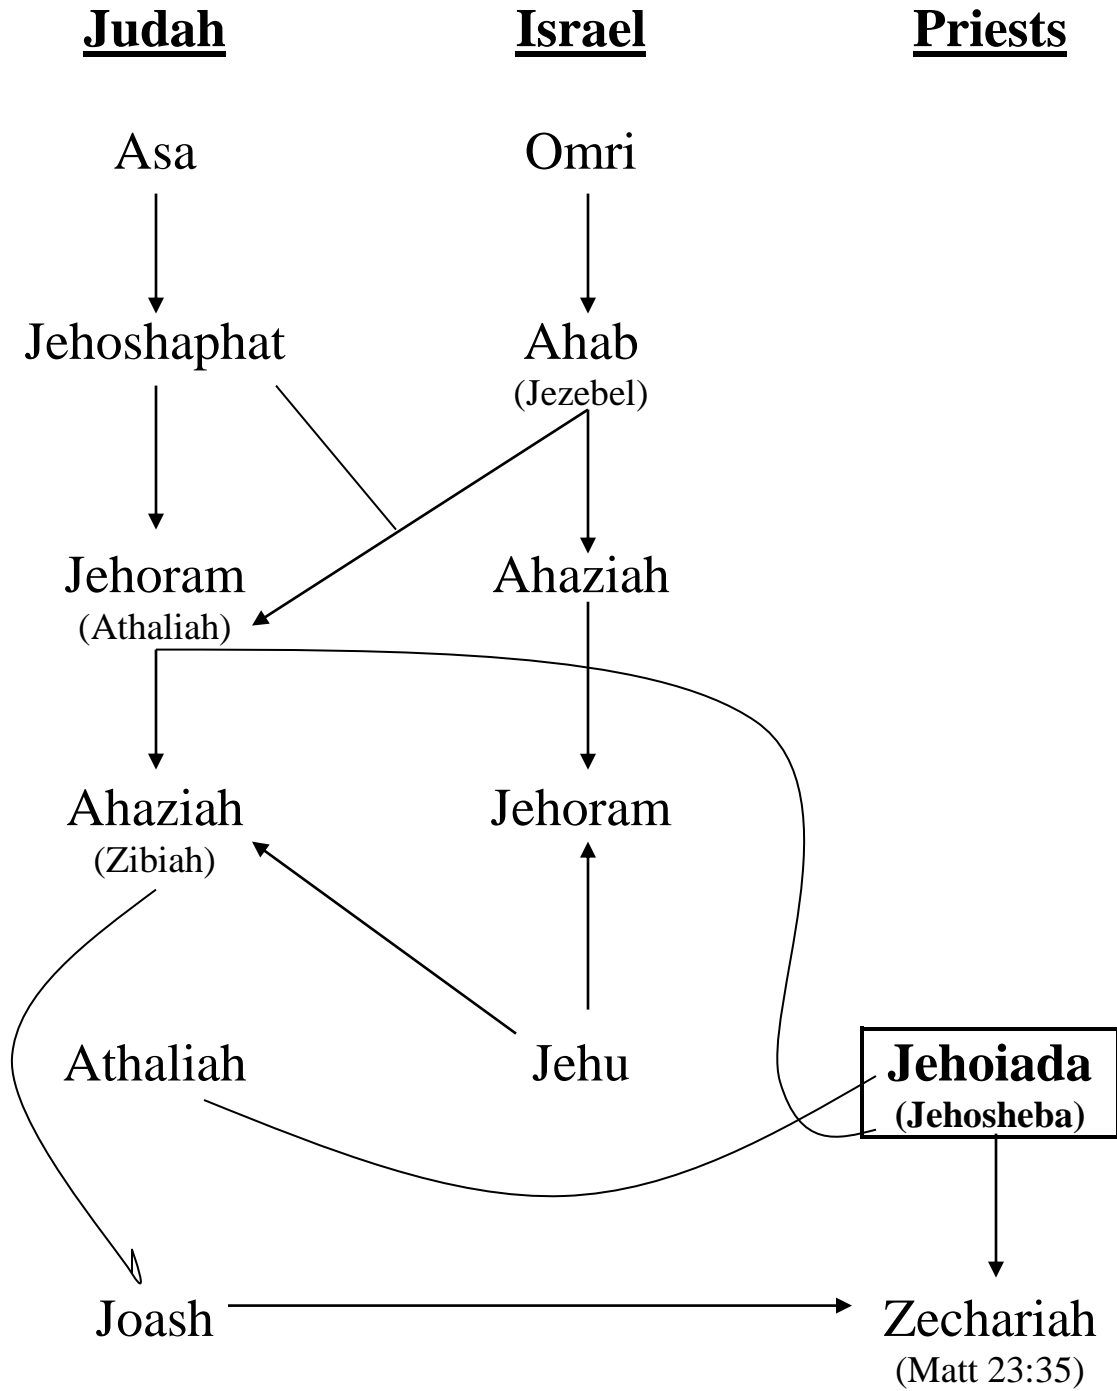 Judah Israel Priests
Asa Omri
Jehoshaphat Ahab
(Jezebel)
Jehoram Ahaziah
(Athaliah)
Ahaziah Jehoram
(Zibiah)
Athaliah Jehu Jehoiada
(Jehosheba)
Joash Zechariah
(Matt 23:35)